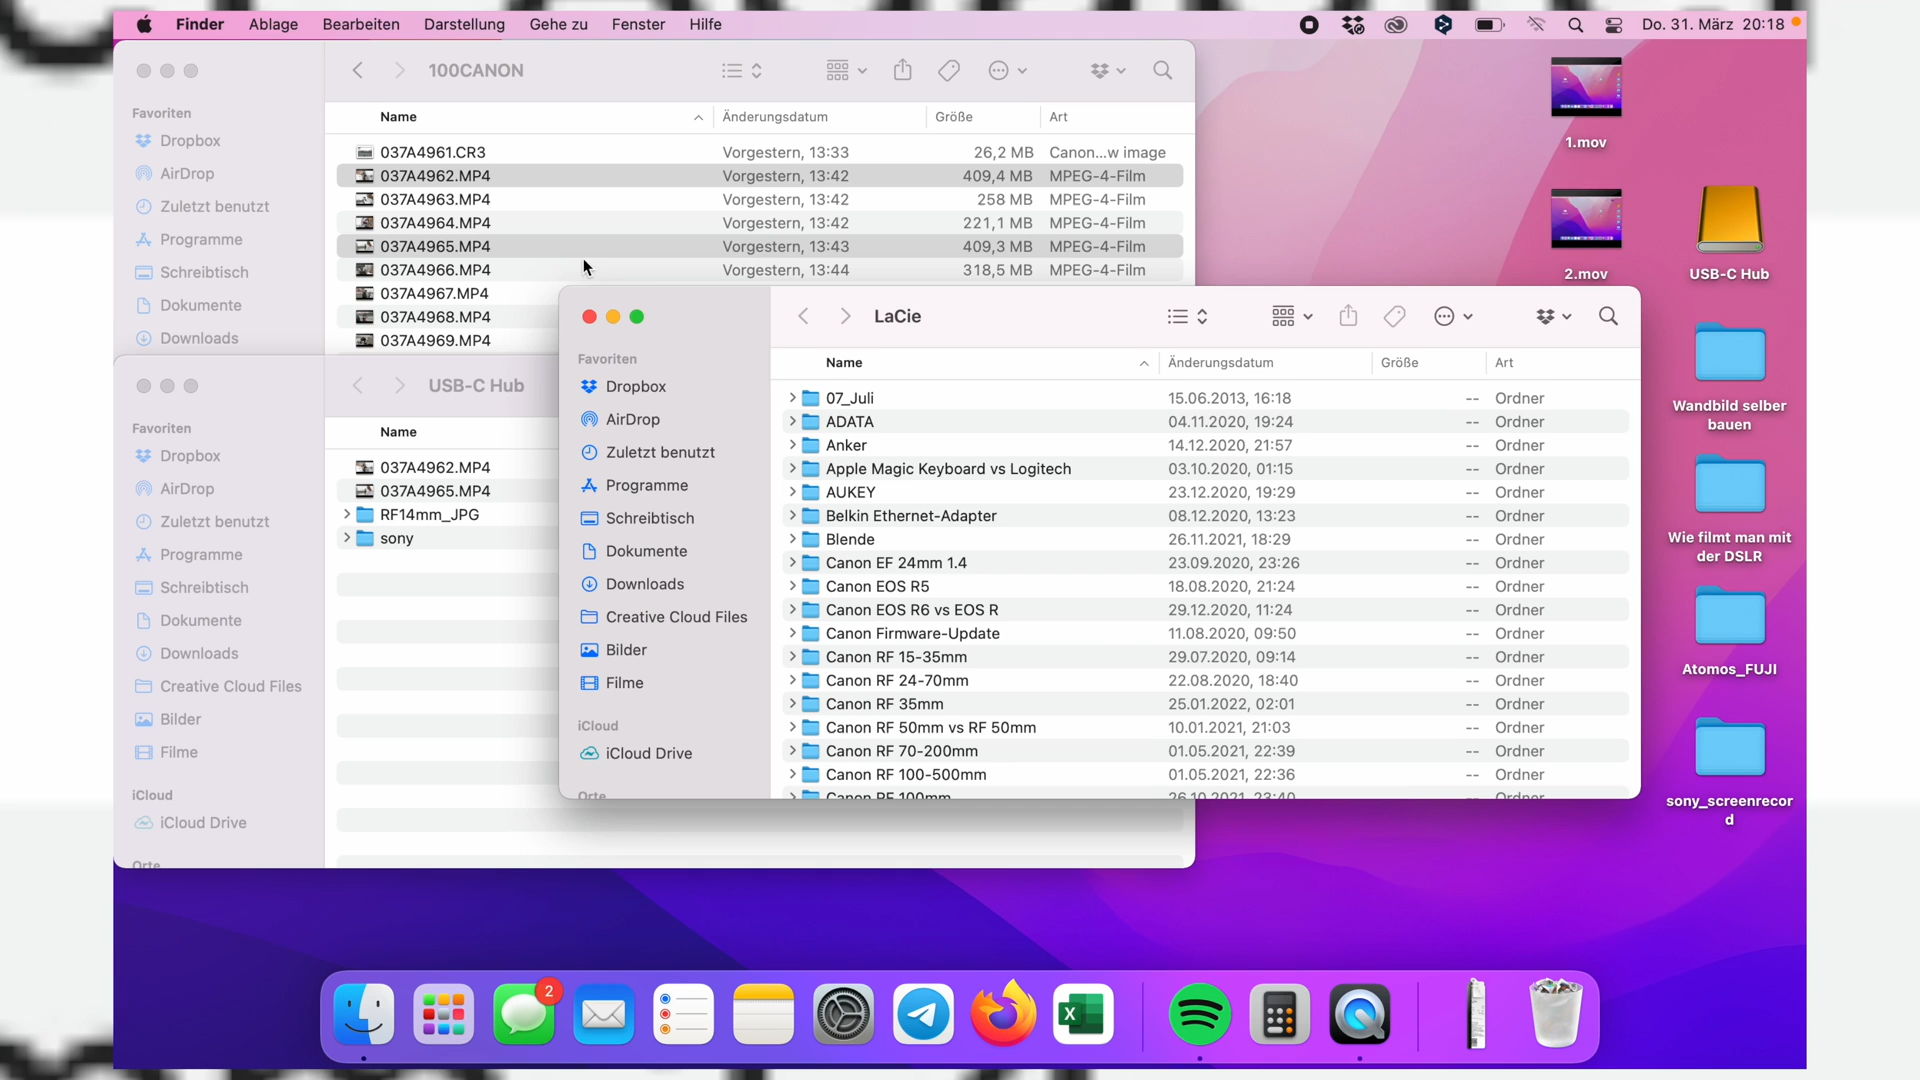 Finder Ablage Bearbeiten Darstellung Gehe zu Fenster Hilfe Do. 31. März 20:18
100CANON
Favoriten
Dropbox
AirDrop
Zuletzt benutzt
Programme
Schreibtisch
Dokumente
Downloads
Name Änderungsdatum Größe Art
037A4961.CR3 Vorgestern, 13:33 26,2 MB Canon...w image
037A4962.MP4 Vorgestern, 13:42 409,4 MB MPEG-4-Film
037A4963.MP4 Vorgestern, 13:42 258 MB MPEG-4-Film
037A4964.MP4 Vorgestern, 13:42 221,1 MB MPEG-4-Film
037A4965.MP4 Vorgestern, 13:43 409,3 MB MPEG-4-Film
037A4966.MP4 Vorgestern, 13:44 318,5 MB MPEG-4-Film
037A4967.MP4
037A4968.MP4
037A4969.MP4
USB-C Hub
Favoriten
Dropbox
AirDrop
Zuletzt benutzt
Programme
Schreibtisch
Dokumente
Downloads
Creative Cloud Files
Bilder
Filme
iCloud
iCloud Drive
Orte
Name
037A4962.MP4
037A4965.MP4
RF14mm_JPG
sony
LaCie
Favoriten
Dropbox
AirDrop
Zuletzt benutzt
Programme
Schreibtisch
Dokumente
Downloads
Creative Cloud Files
Bilder
Filme
iCloud
iCloud Drive
Orte
Name Änderungsdatum Größe Art
07_Juli 15.06.2013, 16:18 -- Ordner
ADATA 04.11.2020, 19:24 -- Ordner
Anker 14.12.2020, 21:57 -- Ordner
Apple Magic Keyboard vs Logitech 03.10.2020, 01:15 -- Ordner
AUKEY 23.12.2020, 19:29 -- Ordner
Belkin Ethernet-Adapter 08.12.2020, 13:23 -- Ordner
Blende 26.11.2021, 18:29 -- Ordner
Canon EF 24mm 1.4 23.09.2020, 23:26 -- Ordner
Canon EOS R5 18.08.2020, 21:24 -- Ordner
Canon EOS R6 vs EOS R 29.12.2020, 11:24 -- Ordner
Canon Firmware-Update 11.08.2020, 09:50 -- Ordner
Canon RF 15-35mm 29.07.2020, 09:14 -- Ordner
Canon RF 24-70mm 22.08.2020, 18:40 -- Ordner
Canon RF 35mm 25.01.2022, 02:01 -- Ordner
Canon RF 50mm vs RF 50mm 10.01.2021, 21:03 -- Ordner
Canon RF 70-200mm 01.05.2021, 22:39 -- Ordner
Canon RF 100-500mm 01.05.2021, 22:36 -- Ordner
Canon RF 100mm 26.10.2021, 23:40 -- Ordner
1.mov
2.mov
USB-C Hub
Wandbild selber
bauen
Wie filmt man mit
der DSLR
Atomos_FUJI
sony_screenrecor
d
2
X